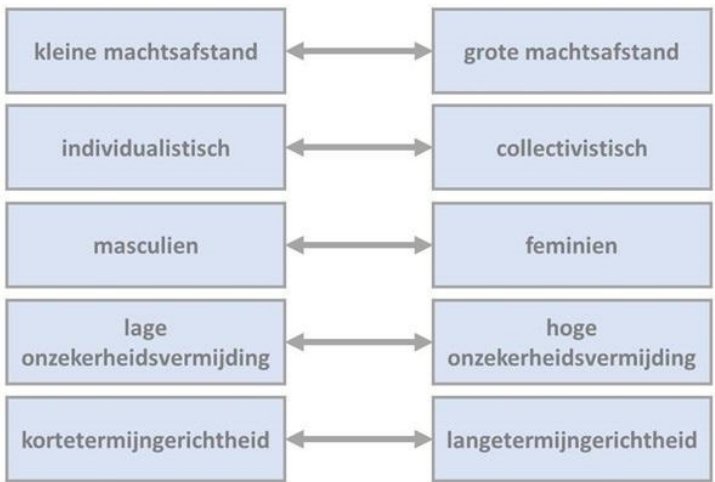 kleine machtsafstand
grote machtsafstand
individualistisch
collectivistisch
masculien
feminien
lage
onzekerheidsvermijding
hoge
onzekerheidsvermijding
kortetermijngerichtheid
langetermijngerichtheid